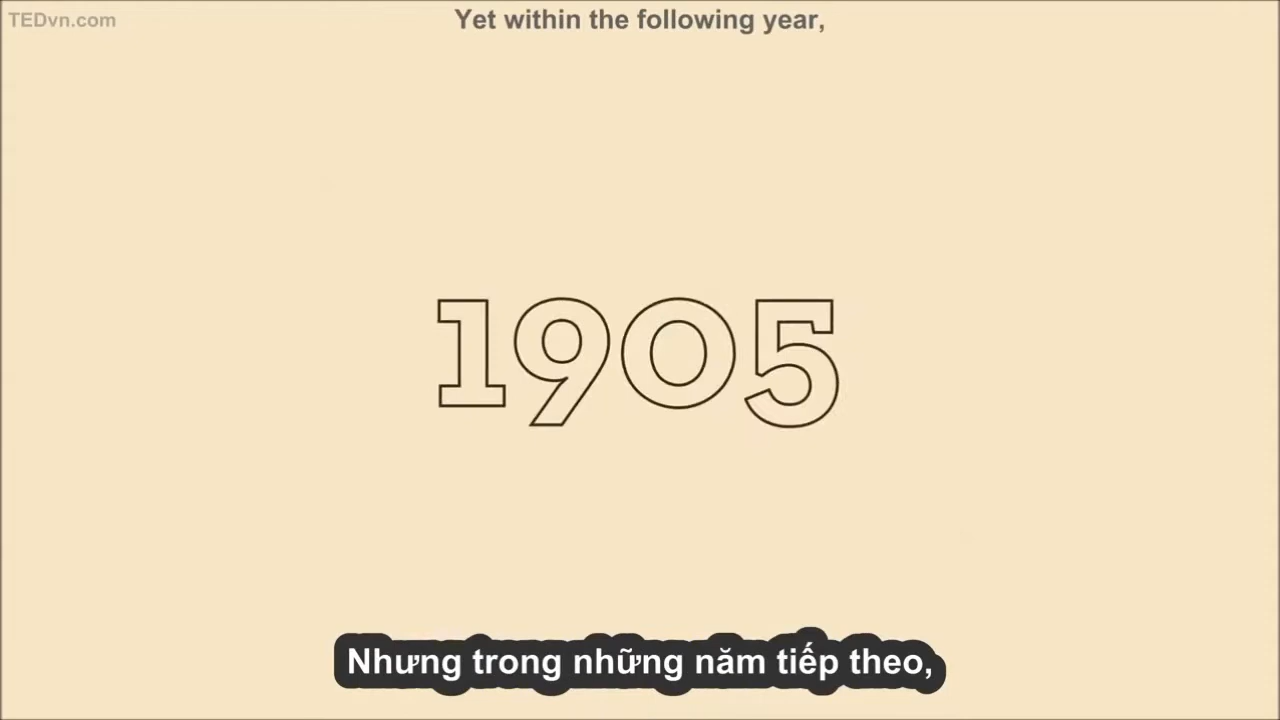 TEDvn.com
Yet within the following year,
1905
Nhưng trong những năm tiếp theo,